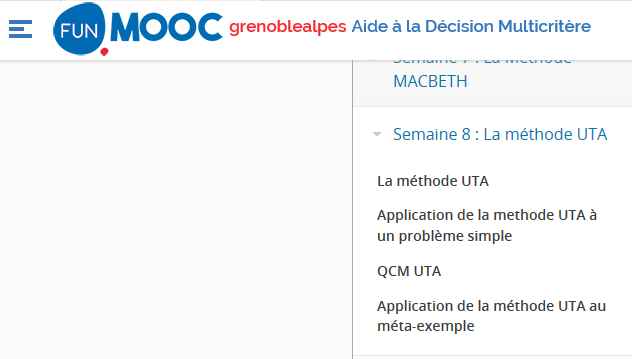 FUN MOOC grenoblealpes Aide à la Décision Multicritère
Semaine 7 : La Méthode
MACBETH
Semaine 8 : La méthode UTA
La méthode UTA
Application de la methode UTA à
un problème simple
QCM UTA
Application de la méthode UTA au
méta-exemple